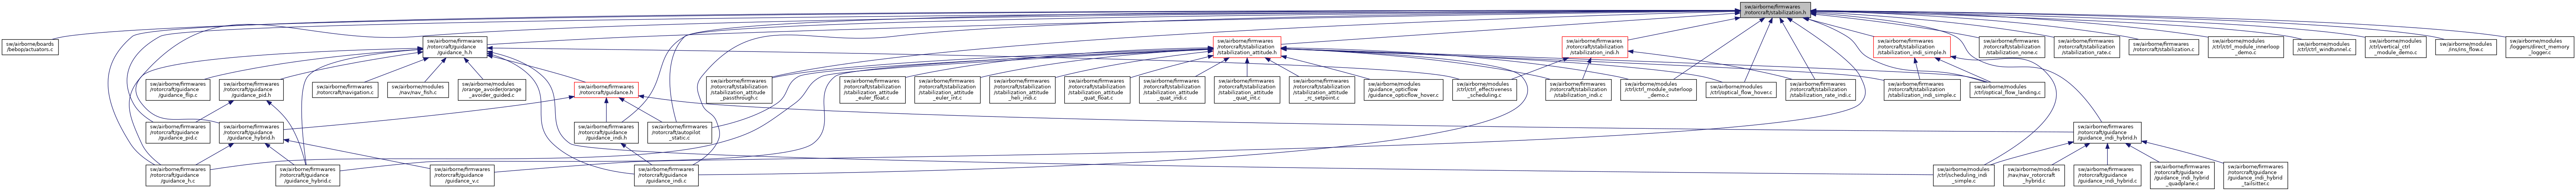 sw/airborne/firmwares
/rotorcraft/stabilization.h
sw/airborne/boards
/bebop/actuators.c
sw/airborne/firmwares
/rotorcraft/guidance
/guidance_h.h
sw/airborne/firmwares
/rotorcraft/stabilization
/stabilization_attitude.h
sw/airborne/firmwares
/rotorcraft/stabilization
/stabilization_indi.h
sw/airborne/firmwares
/rotorcraft/stabilization
/stabilization_indi_simple.h
sw/airborne/firmwares
/rotorcraft/stabilization
/stabilization_none.c
sw/airborne/firmwares
/rotorcraft/stabilization
/stabilization_rate.c
sw/airborne/firmwares
/rotorcraft/stabilization.c
sw/airborne/modules
/ctrl/ctrl_module_innerloop
_demo.c
sw/airborne/modules
/ctrl/ctrl_windtunnel.c
sw/airborne/modules
/ctrl/vertical_ctrl
_module_demo.c
sw/airborne/modules
/ins/ins_flow.c
sw/airborne/modules
/loggers/direct_memory
_logger.c
sw/airborne/firmwares
/rotorcraft/guidance
/guidance_flip.c
sw/airborne/firmwares
/rotorcraft/guidance
/guidance_pid.h
sw/airborne/firmwares
/rotorcraft/navigation.c
sw/airborne/modules
/nav/nav_fish.c
sw/airborne/modules
/orange_avoider/orange
_avoider_guided.c
sw/airborne/firmwares
/rotorcraft/guidance.h
sw/airborne/firmwares
/rotorcraft/stabilization
/stabilization_attitude
_passthrough.c
sw/airborne/firmwares
/rotorcraft/stabilization
/stabilization_attitude
_euler_float.c
sw/airborne/firmwares
/rotorcraft/stabilization
/stabilization_attitude
_euler_int.c
sw/airborne/firmwares
/rotorcraft/stabilization
/stabilization_attitude
_heli_indi.c
sw/airborne/firmwares
/rotorcraft/stabilization
/stabilization_attitude
_quat_float.c
sw/airborne/firmwares
/rotorcraft/stabilization
/stabilization_attitude
_quat_indi.c
sw/airborne/firmwares
/rotorcraft/stabilization
/stabilization_attitude
_quat_int.c
sw/airborne/firmwares
/rotorcraft/stabilization
/stabilization_attitude
_rc_setpoint.c
sw/airborne/modules
/guidance_opticflow
/guidance_opticflow_hover.c
sw/airborne/modules
/ctrl/ctrl_effectiveness
_scheduling.c
sw/airborne/firmwares
/rotorcraft/stabilization
/stabilization_indi.c
sw/airborne/modules
/ctrl/ctrl_module_outerloop
_demo.c
sw/airborne/modules
/ctrl/optical_flow_hover.c
sw/airborne/firmwares
/rotorcraft/stabilization
/stabilization_rate_indi.c
sw/airborne/firmwares
/rotorcraft/stabilization
/stabilization_indi_simple.c
sw/airborne/modules
/ctrl/optical_flow_landing.c
sw/airborne/firmwares
/rotorcraft/guidance
/guidance_pid.c
sw/airborne/firmwares
/rotorcraft/guidance
/guidance_hybrid.h
sw/airborne/firmwares
/rotorcraft/guidance
/guidance_indi.h
sw/airborne/firmwares
/rotorcraft/autopilot
_static.c
sw/airborne/firmwares
/rotorcraft/guidance
/guidance_indi_hybrid.h
sw/airborne/firmwares
/rotorcraft/guidance
/guidance_h.c
sw/airborne/firmwares
/rotorcraft/guidance
/guidance_hybrid.c
sw/airborne/firmwares
/rotorcraft/guidance
/guidance_v.c
sw/airborne/firmwares
/rotorcraft/guidance
/guidance_indi.c
sw/airborne/modules
/ctrl/scheduling_indi
_simple.c
sw/airborne/modules
/nav/nav_rotorcraft
_hybrid.c
sw/airborne/firmwares
/rotorcraft/guidance
/guidance_indi_hybrid.c
sw/airborne/firmwares
/rotorcraft/guidance
/guidance_indi_hybrid
_quadplane.c
sw/airborne/firmwares
/rotorcraft/guidance
/guidance_indi_hybrid
_tailsitter.c